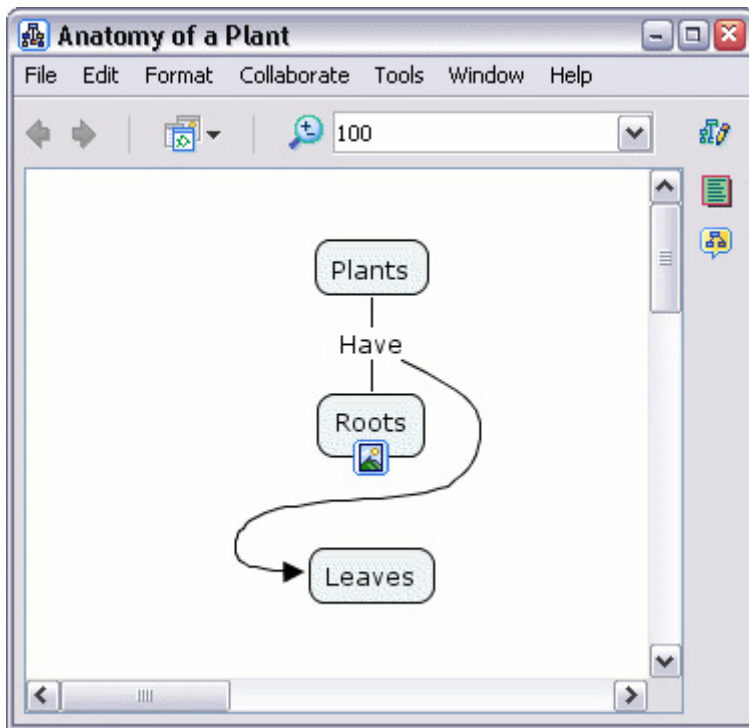 Anatomy of a Plant
File Edit Format Collaborate Tools Window Help
100
Plants
Have
Roots
Leaves